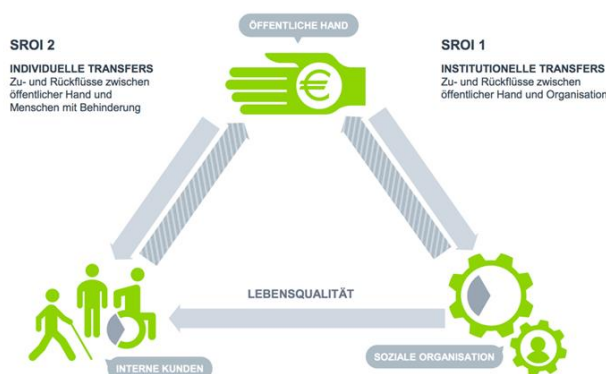 ÖFFENTLICHE HAND
SROI 2
INDIVIDUELLE TRANSFERS
Zu- und Rückflüsse zwischen
öffentlicher Hand und
Menschen mit Behinderung
SROI 1
INSTITUTIONELLE TRANSFERS
Zu- und Rückflüsse zwischen
öffentlicher Hand und Organisation
€
LEBENSQUALITÄT
INTERNE KUNDEN
SOZIALE ORGANISATION